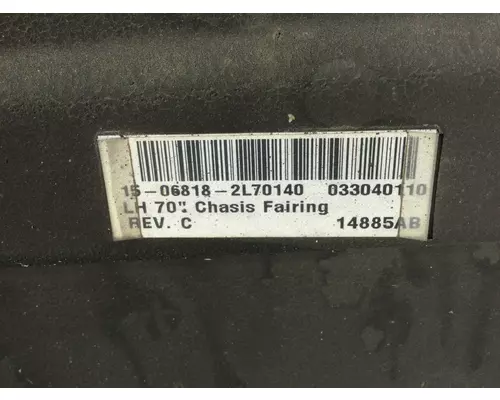 15-06818-2L70140 033040110
LH 70" Chasis Fairing
REV. C 14885AB